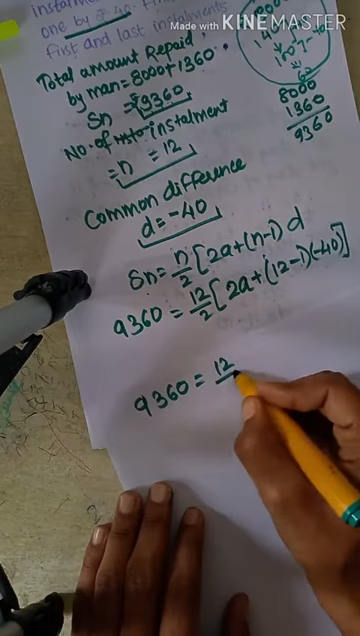 instalment
one by ₹40. Fi
first and last instalments.
Made with KINEMASTER
Total amount Repaid
by man = 8000 + 1360.
Sn = ₹9360
No. of instalment
= n = 12
8000
1360
9360
Common difference
d = -40
Sn = n/2 [2a + (n-1) d
9360 = 12/2 [2a + (12-1)(-40)]
9360 = 12